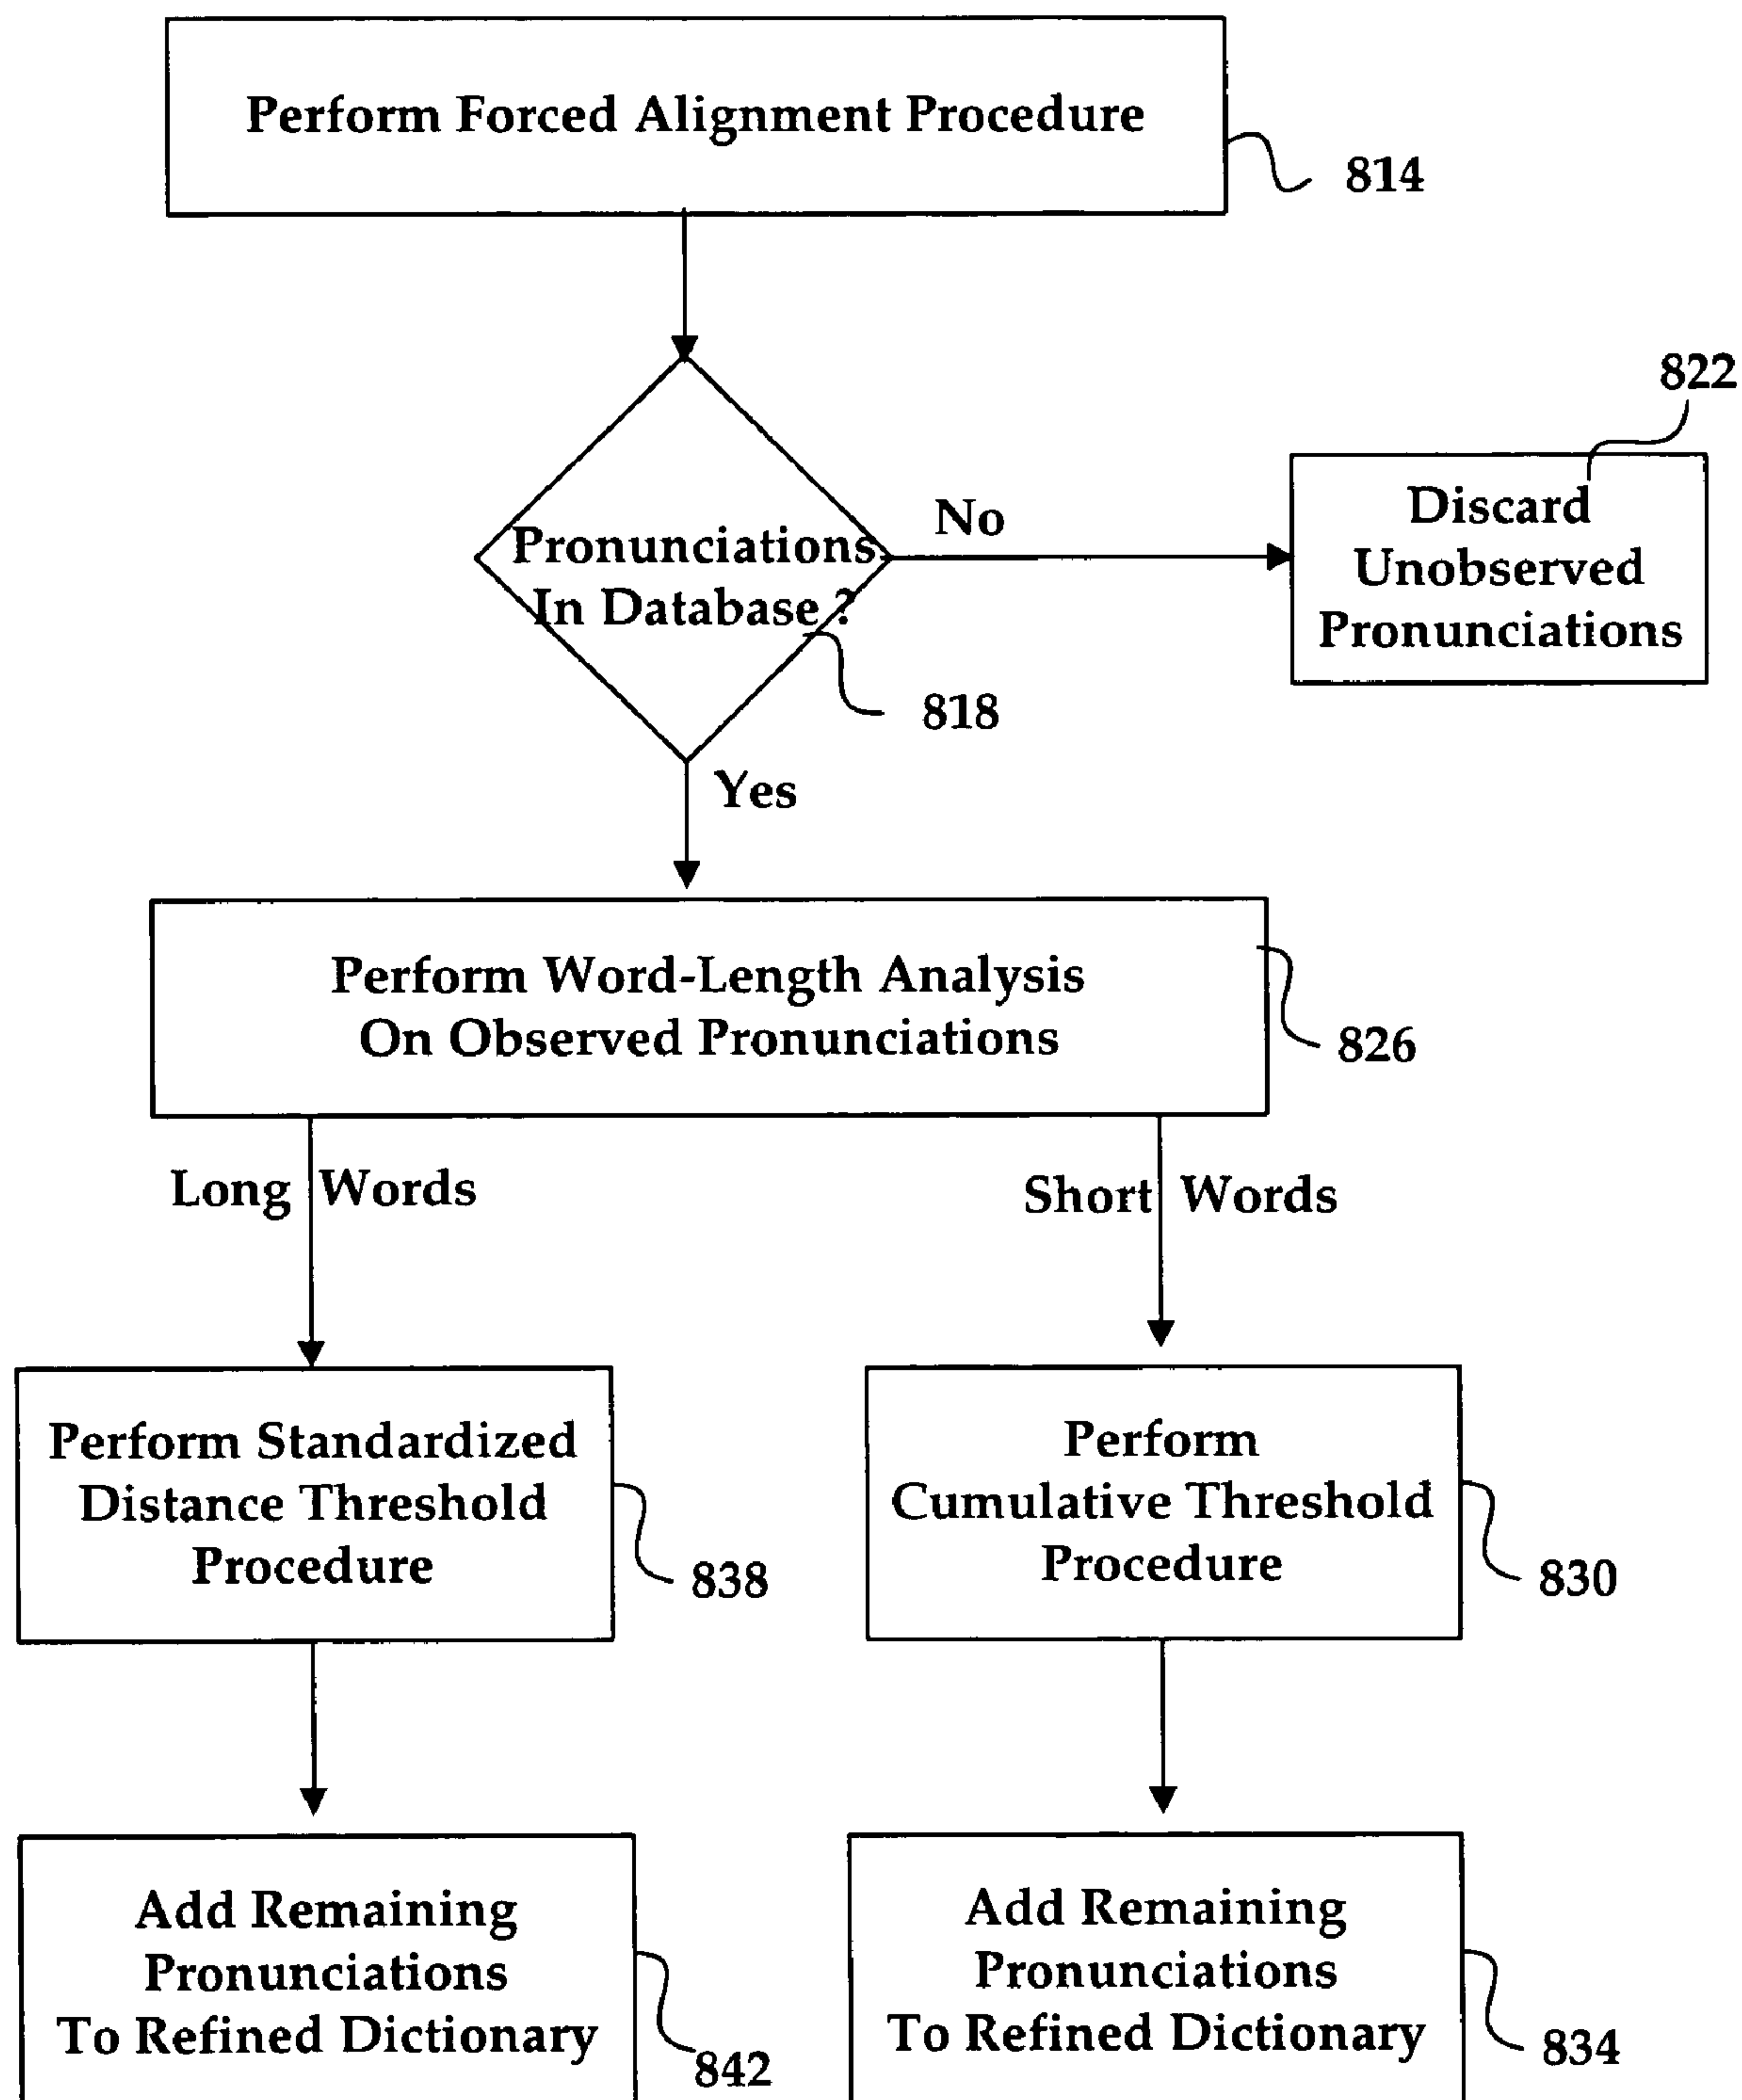 Perform Forced Alignment Procedure
814
822
Discard
Unobserved
Pronunciations
No
Pronunciations
In Database ?
818
Yes
Perform Word-Length Analysis
On Observed Pronunciations
826
Long Words
Short Words
Perform Standardized
Distance Threshold
Procedure
838
Perform
Cumulative Threshold
Procedure
830
Add Remaining
Pronunciations
To Refined Dictionary
842
Add Remaining
Pronunciations
To Refined Dictionary
834